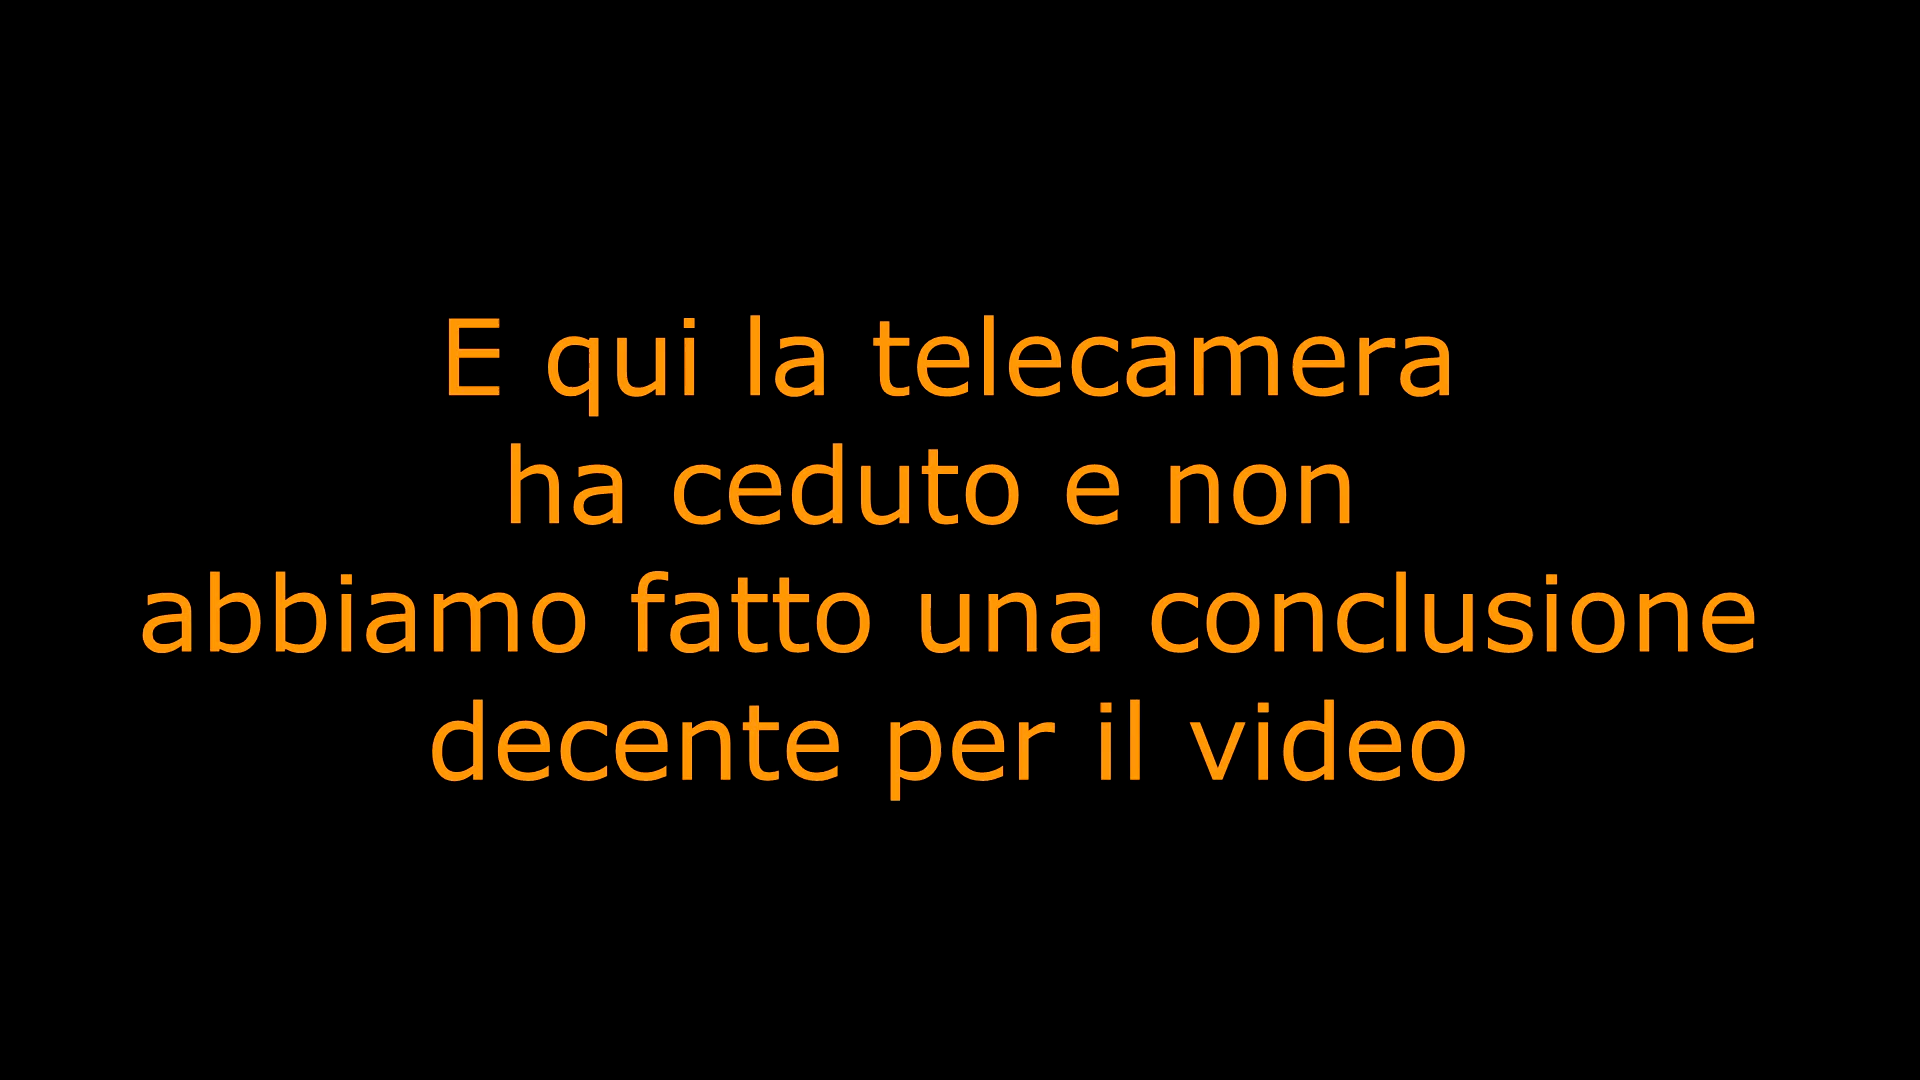 E qui la telecamera
ha ceduto e non
abbiamo fatto una conclusione
decente per il video